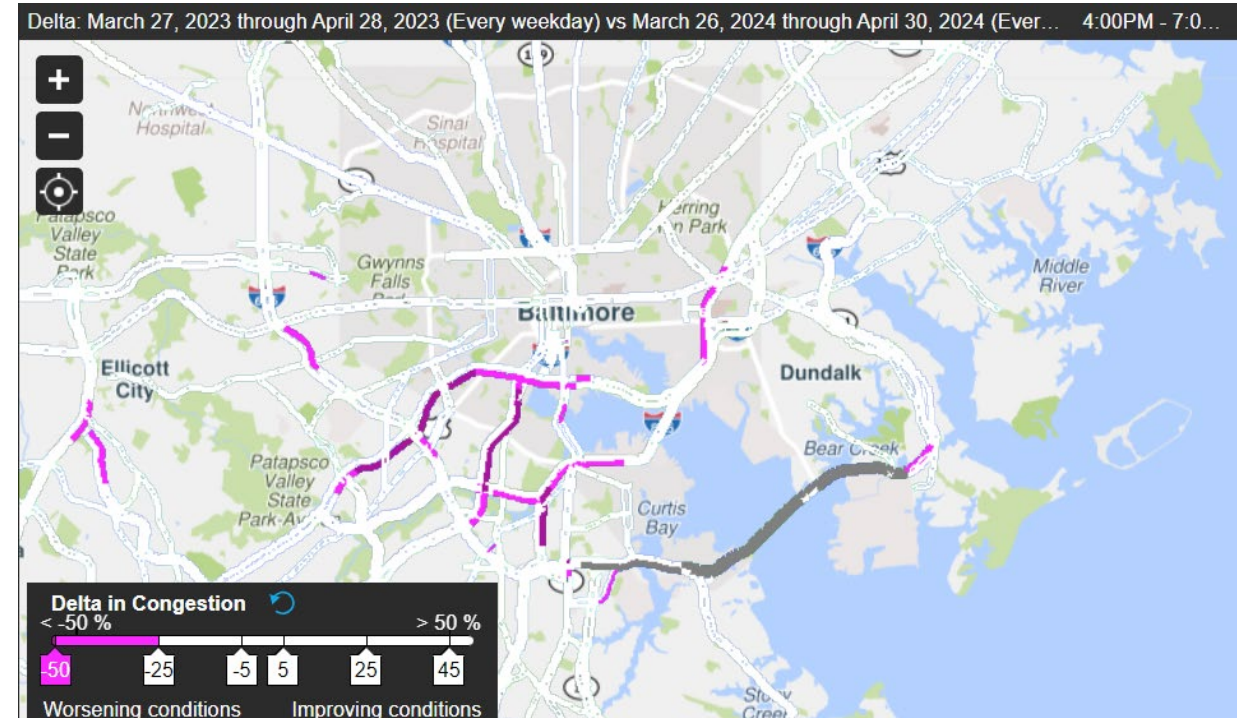 Delta: March 27, 2023 through April 28, 2023 (Every weekday) vs March 26, 2024 through April 30, 2024 (Ever... 4:00PM - 7:0...
+
−
Hospital
Sinai
Hospital
Patapsco
Valley
State
Park
Gwynns
Falls
Herring
Park
Middle
River
Baltimore
Ellicott
City
Dundalk
Bear Creek
Patapsco
Valley
State
Curtis
Bay
Delta in Congestion
< -50 %
> 50 %
-50
-25
-5
5
25
45
Worsening conditions
Improving conditions